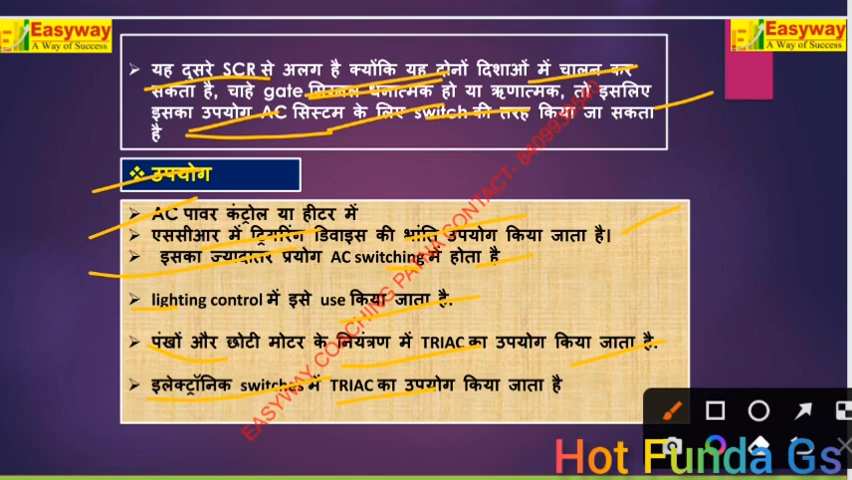 Easyway
A Way of Success
Easyway
A Way of Success
➢ यह दुसरे SCR से अलग है क्योंकि यह दोनों दिशाओं में चालन कर
सकता है, चाहे gate सिग्नल धनात्मक हो या ऋणात्मक, तो इसलिए
इसका उपयोग AC सिस्टम के लिए switch की तरह किया जा सकता
है
❖ उपयोग
➢ AC पावर कंट्रोल या हीटर में
➢ एससीआर में ट्रिगरिंग डिवाइस की भांति उपयोग किया जाता है।
➢ इसका ज्यादातर प्रयोग AC switching में होता है
➢ lighting control में इसे use किया जाता है.
➢ पंखों और छोटी मोटर के नियंत्रण में TRIAC का उपयोग किया जाता है.
➢ इलेक्ट्रॉनिक switches में TRIAC का उपयोग किया जाता है
EASYWAY COACHING PATNA CONTACT-
Hot Funda Gs